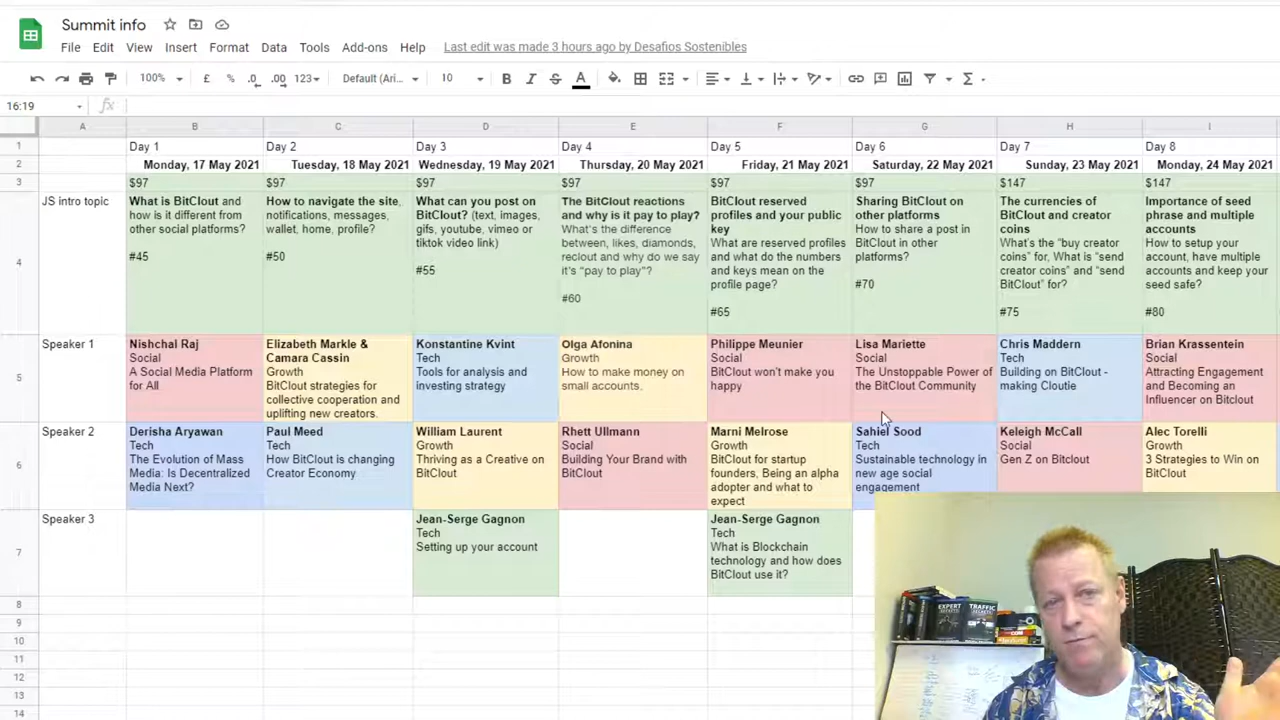 Summit info
File Edit View Insert Format Data Tools Add-ons Help Last edit was made 3 hours ago by Desafios Sostenibles
100% £ % .0 .00 123 Default (Ari... 10 B I S A Σ
16:19 fx
A B C D E F G H I
1 Day 1 Day 2 Day 3 Day 4 Day 5 Day 6 Day 7 Day 8
2 Monday, 17 May 2021 Tuesday, 18 May 2021 Wednesday, 19 May 2021 Thursday, 20 May 2021 Friday, 21 May 2021 Saturday, 22 May 2021 Sunday, 23 May 2021 Monday, 24 May 2021
3 $97 $97 $97 $97 $97 $97 $147 $147
4
JS intro topic
What is BitClout and
how is it different from
other social platforms?
#45
How to navigate the site,
notifications, messages,
wallet, home, profile?
#50
What can you post on
BitClout? (text, images,
gifs, youtube, vimeo or
tiktok video link)
#55
The BitClout reactions
and why is it pay to play?
What's the difference
between, likes, diamonds,
reclout and why do we say
it's "pay to play"?
#60
BitClout reserved
profiles and your public
key
What are reserved profiles
and what do the numbers
and keys mean on the
profile page?
#65
Sharing BitClout on
other platforms
How to share a post in
BitClout in other
platforms?
#70
The currencies of
BitClout and creator
coins
What's the "buy creator
coins" for, What is "send
creator coins" and "send
BitClout" for?
#75
Importance of seed
phrase and multiple
accounts
How to setup your
account, have multiple
accounts and keep your
seed safe?
#80
5
Speaker 1
Nishchal Raj
Social
A Social Media Platform
for All
Elizabeth Markle &
Camara Cassin
Growth
BitClout strategies for
collective cooperation and
uplifting new creators.
Konstantine Kvint
Tech
Tools for analysis and
investing strategy
Olga Afonina
Growth
How to make money on
small accounts.
Philippe Meunier
Social
BitClout won't make you
happy
Lisa Mariette
Social
The Unstoppable Power of
the BitClout Community
Chris Maddern
Tech
Building on BitClout -
making Cloutie
Brian Krassentein
Social
Attracting Engagement
and Becoming an
Influencer on Bitclout
6
Speaker 2
Derisha Aryawan
Tech
The Evolution of Mass
Media: Is Decentralized
Media Next?
Paul Meed
Tech
How BitClout is changing
Creator Economy
William Laurent
Growth
Thriving as a Creative on
BitClout
Rhett Ullmann
Social
Building Your Brand with
BitClout
Marni Melrose
Growth
BitClout for startup
founders, Being an alpha
adopter and what to
expect
Sahiel Sood
Tech
Sustainable technology in
new age social
engagement
Keleigh McCall
Social
Gen Z on Bitclout
Alec Torelli
Growth
3 Strategies to Win on
BitClout
7
Speaker 3
Jean-Serge Gagnon
Tech
Setting up your account
Jean-Serge Gagnon
Tech
What is Blockchain
technology and how does
BitClout use it?
8
9
10
11
12
13
14
EXPERT
SECRETS
TRAFFIC
SECRETS